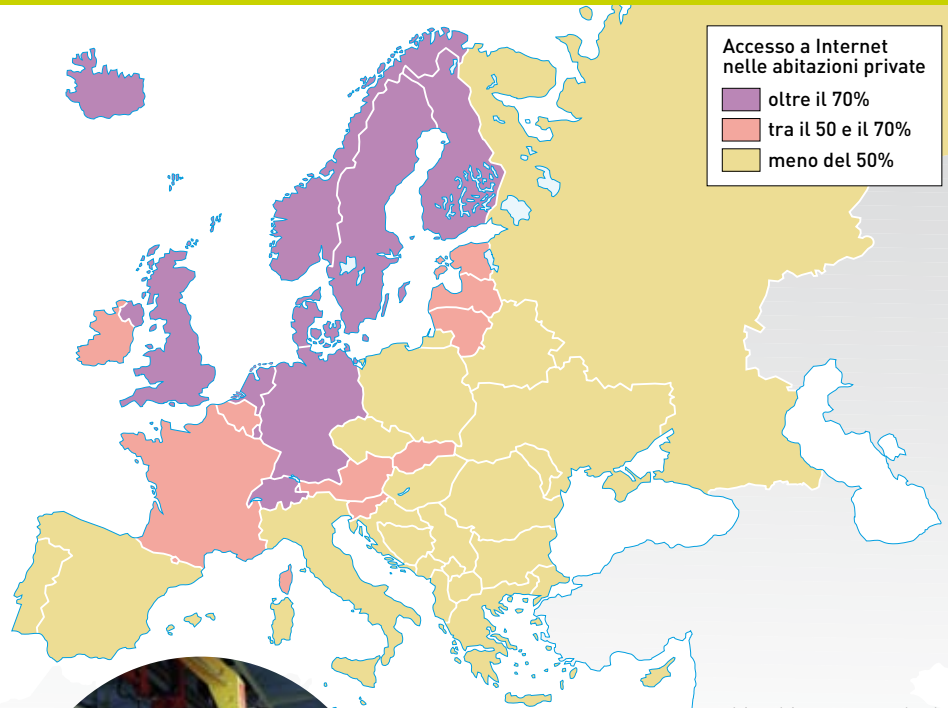 Accesso a Internet
nelle abitazioni private
oltre il 70%
tra il 50 e il 70%
meno del 50%